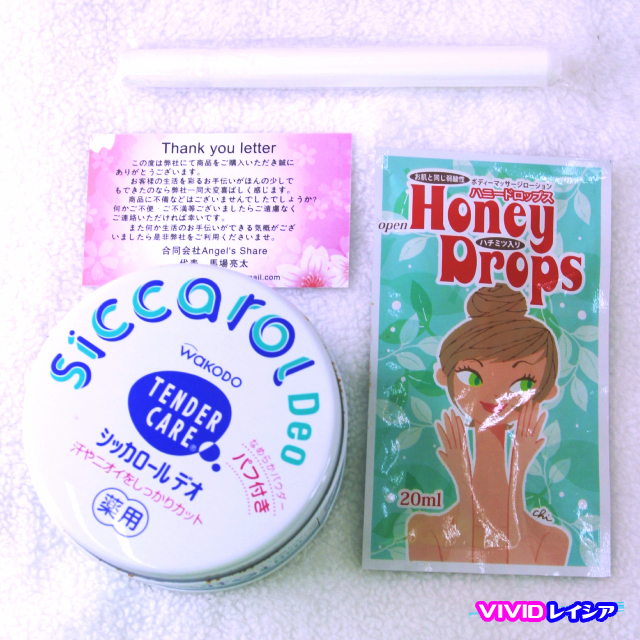 Thank you letter
この度は弊社にて商品をご購入いただき誠に
ありがとうございます。
お客様の生活を彩るお手伝いがほんの少しで
もできたのなら弊社一同大変喜ばしく感じます。
商品に不備などはございませんでしたでしょうか?
何かご不便・ご不満等ございましたらご遠慮なく
ご連絡いただければ幸いです。
また何か生活のお手伝いができる気概がござ
いましたら是非弊社をご利用くださいませ。
合同会社Angel's Share
代表 馬場亮太
mail.com
お肌と同じ弱酸性 ボディーマッサージローション
ハニードロップス
open
Honey
ハチミツ入り
Drops
20ml
chi
Siccarol Deo
WAKODO
TENDER
CARE
シッカロール デオ
汗やニオイをしっかりカット
なめらかパウダー
パフ付き
薬用
VIVIDレイシア